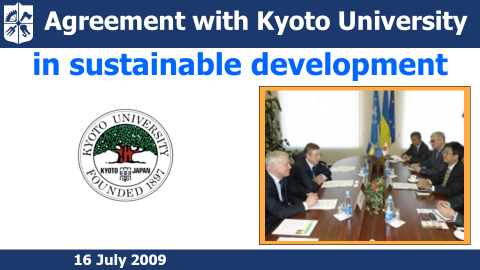 Agreement with Kyoto University
in sustainable development
KYOTO UNIVERSITY
KYOTO JAPAN
FOUNDED 1897
16 July 2009